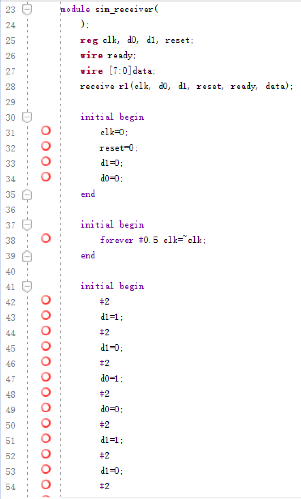 23 module sim_receiver(
24 );
25 reg clk, d0, d1, reset;
26 wire ready;
27 wire [7:0]data;
28 receive r1(clk, d0, d1, reset, ready, data);
29
30 initial begin
31 clk=0;
32 reset=0;
33 d1=0;
34 d0=0;
35 end
36
37 initial begin
38 forever #0.5 clk=~clk;
39 end
40
41 initial begin
42 #2
43 d1=1;
44 #2
45 d1=0;
46 #2
47 d0=1;
48 #2
49 d0=0;
50 #2
51 d1=1;
52 #2
53 d1=0;
54 #2